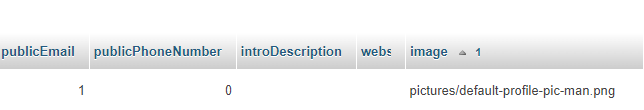 publicEmail publicPhoneNumber introDescription webs image 1
1 0 pictures/default-profile-pic-man.png